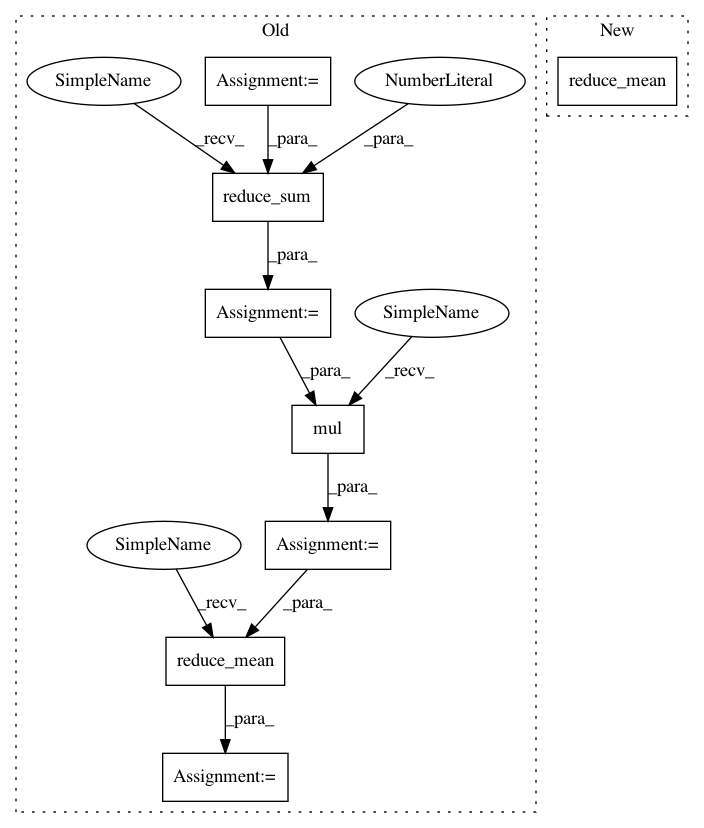 Old
New
SimpleName
Assignment:=
NumberLiteral
reduce_mean
_recv_
_para_
_para_
reduce_sum
_para_
Assignment:=
SimpleName
_para_
_recv_
mul
_para_
SimpleName
Assignment:=
_recv_
_para_
reduce_mean
_para_
Assignment:=